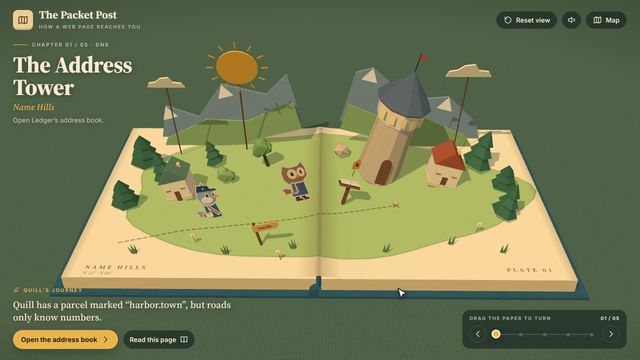 The Packet Post
HOW A WEB PAGE REACHES YOU
Reset view
Map
CHAPTER 01 / 05 · DNS
The Address
Tower
Name Hills
Open Ledger's address book.
NAME HILLS
PLATE 01
QUILL'S JOURNEY
Quill has a parcel marked “harbor.town”, but roads
only know numbers.
Open the address book
Read this page
DRAG THE PAPER TO TURN
01 / 05